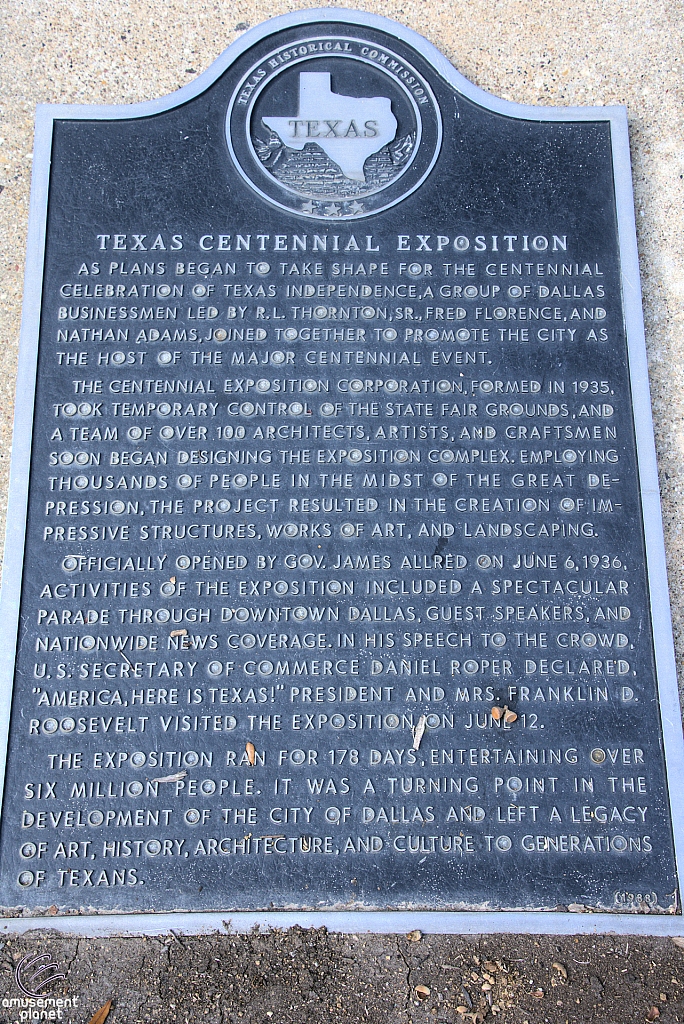 TEXAS HISTORICAL COMMISSION
TEXAS
TEXAS CENTENNIAL EXPOSITION
AS PLANS BEGAN TO TAKE SHAPE FOR THE CENTENNIAL
CELEBRATION OF TEXAS INDEPENDENCE, A GROUP OF DALLAS
BUSINESSMEN LED BY R.L. THORNTON, SR., FRED FLORENCE, AND
NATHAN ADAMS, JOINED TOGETHER TO PROMOTE THE CITY AS
THE HOST OF THE MAJOR CENTENNIAL EVENT.
THE CENTENNIAL EXPOSITION CORPORATION, FORMED IN 1935,
TOOK TEMPORARY CONTROL OF THE STATE FAIR GROUNDS, AND
A TEAM OF OVER 100 ARCHITECTS, ARTISTS, AND CRAFTSMEN
SOON BEGAN DESIGNING THE EXPOSITION COMPLEX. EMPLOYING
THOUSANDS OF PEOPLE IN THE MIDST OF THE GREAT DE-
PRESSION, THE PROJECT RESULTED IN THE CREATION OF IM-
PRESSIVE STRUCTURES, WORKS OF ART, AND LANDSCAPING.
OFFICIALLY OPENED BY GOV. JAMES ALLRED ON JUNE 6, 1936,
ACTIVITIES OF THE EXPOSITION INCLUDED A SPECTACULAR
PARADE THROUGH DOWNTOWN DALLAS, GUEST SPEAKERS, AND
NATIONWIDE NEWS COVERAGE. IN HIS SPEECH TO THE CROWD,
U.S. SECRETARY OF COMMERCE DANIEL ROPER DECLARED,
"AMERICA, HERE IS TEXAS!" PRESIDENT AND MRS. FRANKLIN D.
ROOSEVELT VISITED THE EXPOSITION ON JUNE 12.
THE EXPOSITION RAN FOR 178 DAYS, ENTERTAINING OVER
SIX MILLION PEOPLE. IT WAS A TURNING POINT IN THE
DEVELOPMENT OF THE CITY OF DALLAS AND LEFT A LEGACY
OF ART, HISTORY, ARCHITECTURE, AND CULTURE TO GENERATIONS
OF TEXANS.
(1988)
amusement
planet